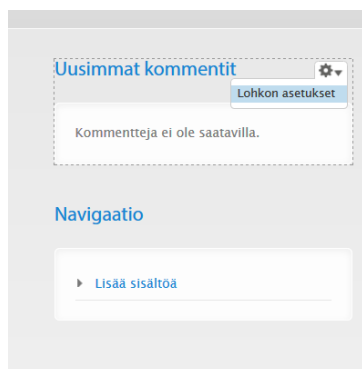 Uusimmat kommentit
Lohkon asetukset
Kommentteja ei ole saatavilla.
Navigaatio
Lisää sisältöä